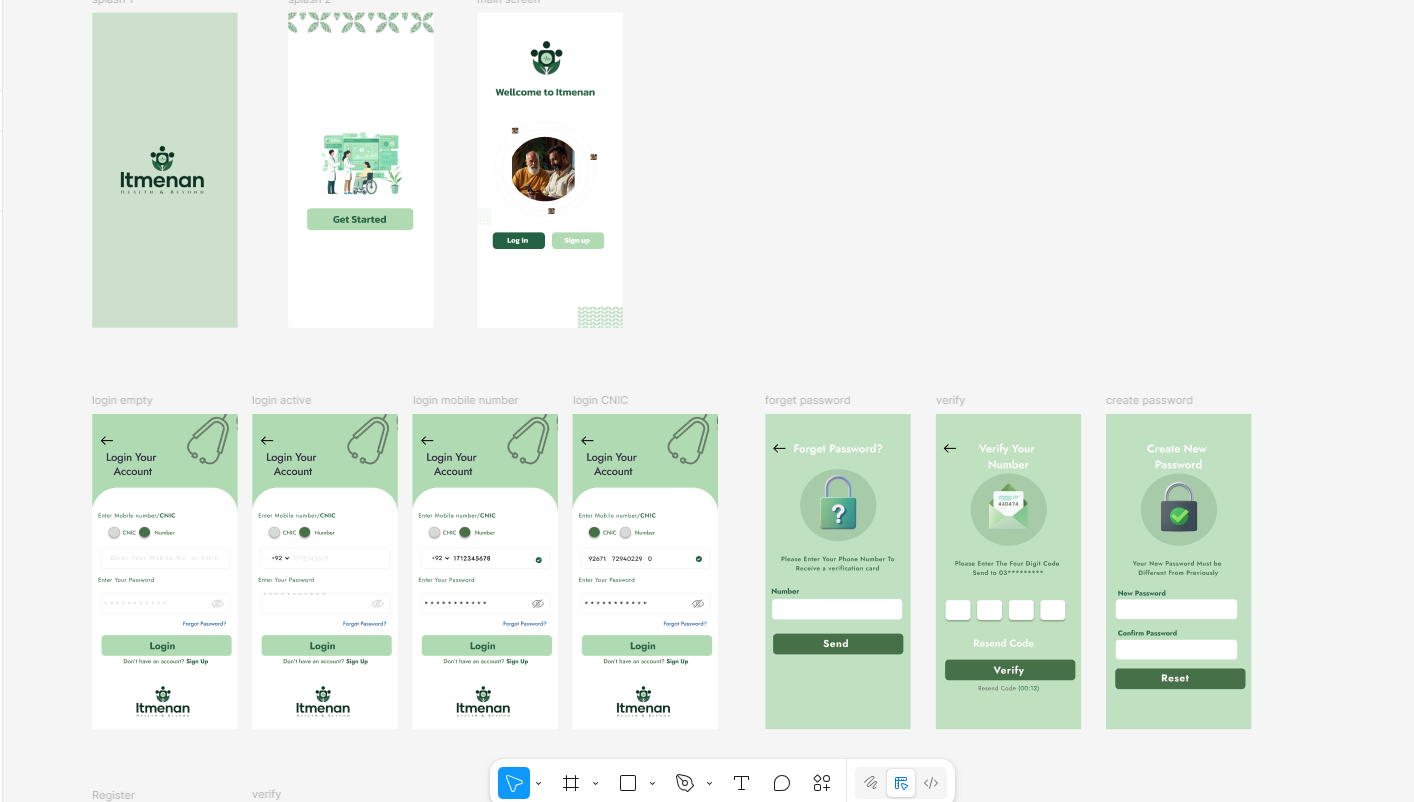 splash 1
splash 2
main screen
Itmenan
HEALTH & BEYOND
Get Started
Wellcome to Itmenan
Log in
Sign up
login empty
Login Your
Account
Enter Mobile number/CNIC
CNIC
Number
Enter Your Mobile No. or CNIC
Enter Your Password
Forgot Password?
Login
Don't have an account? Sign Up
Itmenan
HEALTH & BEYOND
login active
Login Your
Account
Enter Mobile number/CNIC
CNIC
Number
+92
1712345678
Enter Your Password
Forgot Password?
Login
Don't have an account? Sign Up
Itmenan
HEALTH & BEYOND
login mobile number
Login Your
Account
Enter Mobile number/CNIC
CNIC
Number
+92
1712345678
Enter Your Password
***********
Forgot Password?
Login
Don't have an account? Sign Up
Itmenan
HEALTH & BEYOND
login CNIC
Login Your
Account
Enter Mobile number/CNIC
CNIC
Number
92671 72940229 0
Enter Your Password
***********
Forgot Password?
Login
Don't have an account? Sign Up
Itmenan
HEALTH & BEYOND
forget password
Forget Password?
?
Please Enter Your Phone Number To
Receive a verification card
Number
Send
verify
Verify Your
Number
440474
Please Enter The Four Digit Code
Send to 03*********
Resend Code
Verify
Resend Code (00:12)
create password
Create New
Password
Your New Password Must be
Different From Previously
New Password
Confirm Password
Reset
Register
verify